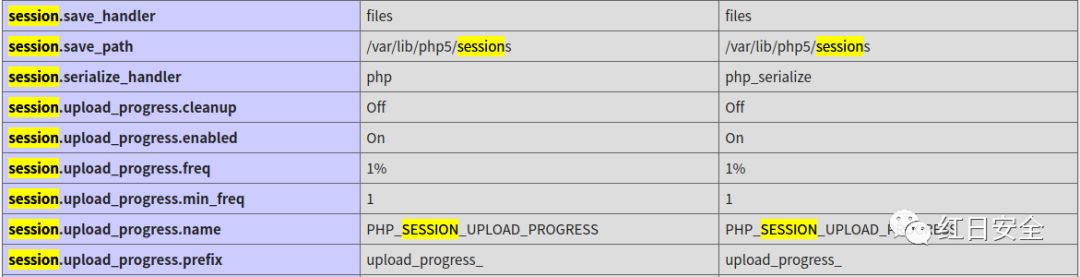 session.save_handler files files
session.save_path /var/lib/php5/sessions /var/lib/php5/sessions
session.serialize_handler php php_serialize
session.upload_progress.cleanup Off Off
session.upload_progress.enabled On On
session.upload_progress.freq 1% 1%
session.upload_progress.min_freq 1 1
session.upload_progress.name PHP_SESSION_UPLOAD_PROGRESS PHP_SESSION_UPLOAD_PROGRESS
红日安全
session.upload_progress.prefix upload_progress_ upload_progress_